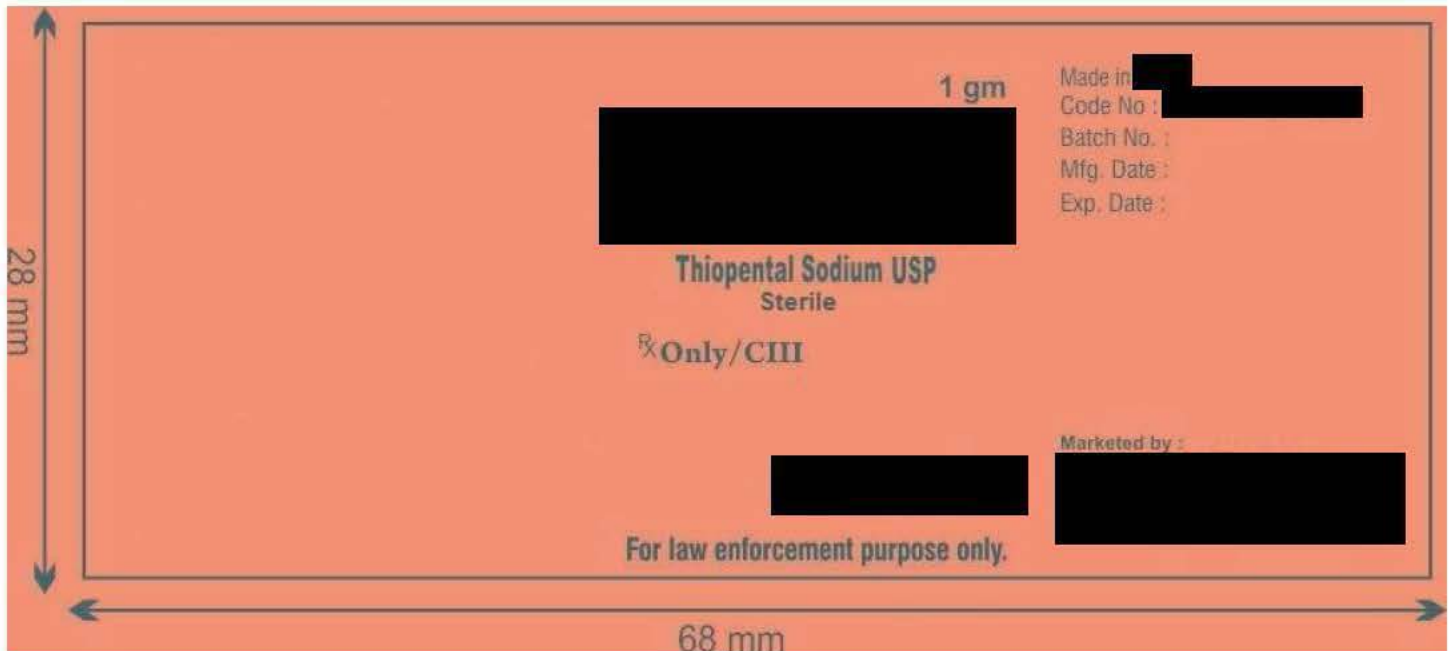 1 gm
Thiopental Sodium USP
Sterile
℞ Only/CIII
For law enforcement purpose only.
Made in
Code No :
Batch No. :
Mfg. Date :
Exp. Date :
Marketed by :
28 mm
68 mm